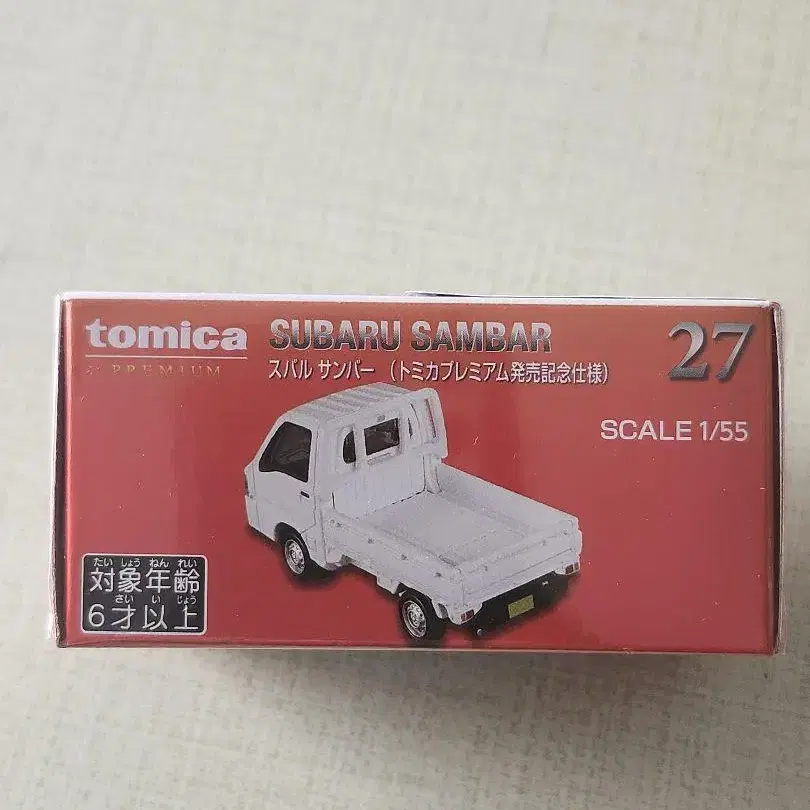 tomica
PREMIUM
SUBARU SAMBAR
スバル サンバー (トミカプレミアム発売記念仕様)
27
SCALE 1/55
たい しょう ねん れい
対象年齢
さい い じょう
6才以上